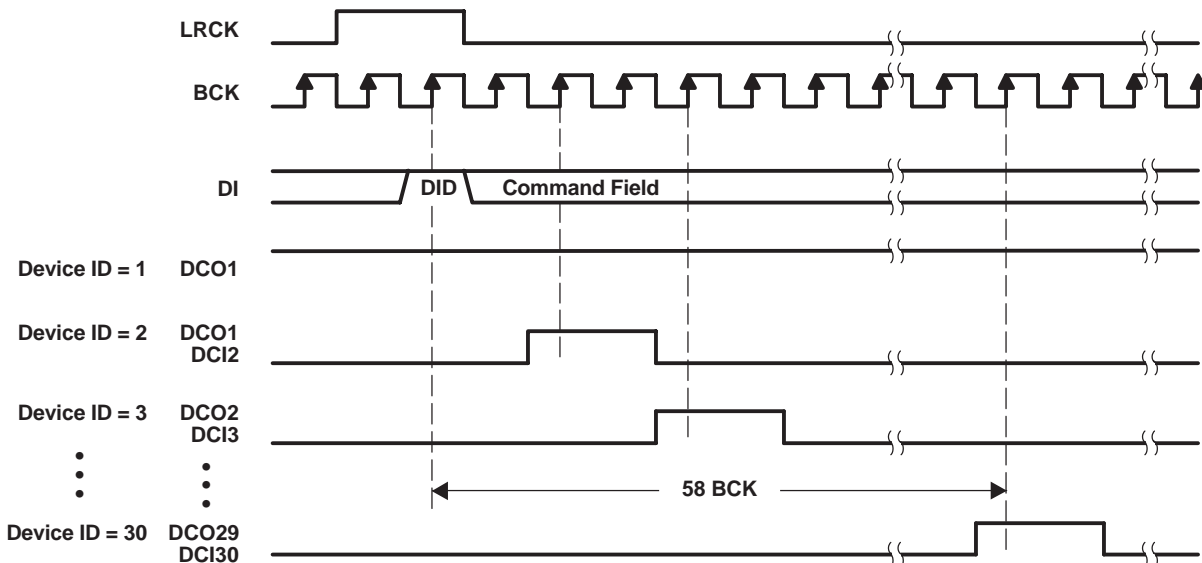 LRCK
BCK
DI DID Command Field
Device ID = 1 DCO1
Device ID = 2 DCO1
DCI2
Device ID = 3 DCO2
DCI3
58 BCK
Device ID = 30 DCO29
DCI30